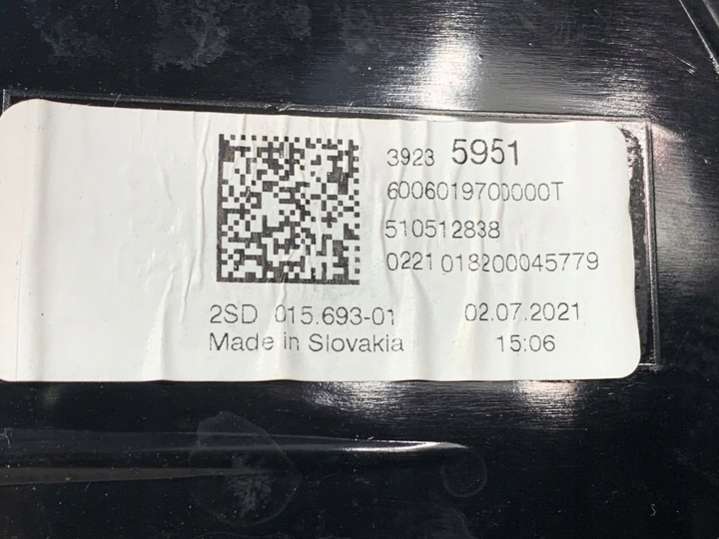 3923 5951
6006019700000T
510512838
0221 018200045779
2SD 015.693-01 02.07.2021
Made in Slovakia 15:06